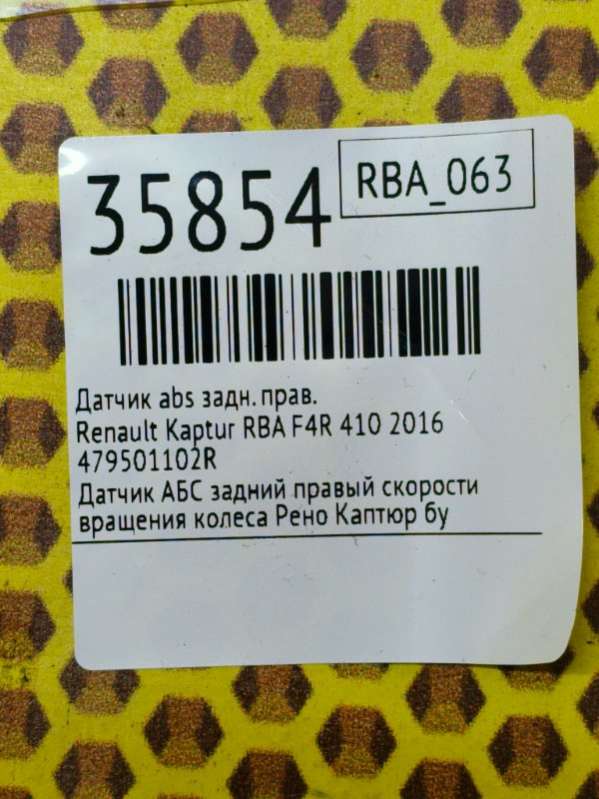 35854
RBA_063
Датчик abs задн. прав.
Renault Kaptur RBA F4R 410 2016
479501102R
Датчик АБС задний правый скорости
вращения колеса Рено Каптюр бу